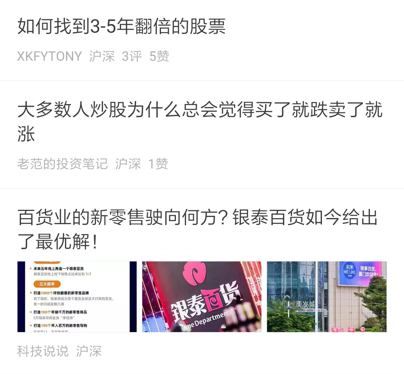 如何找到3-5年翻倍的股票
XKFYTONY 沪深 3评 5赞
大多数人炒股为什么总会觉得买了就跌卖了就
涨
老范的投资笔记 沪深 1赞
百货业的新零售驶向何方? 银泰百货如今给出
了最优解！
银泰百货
科技说说 沪深